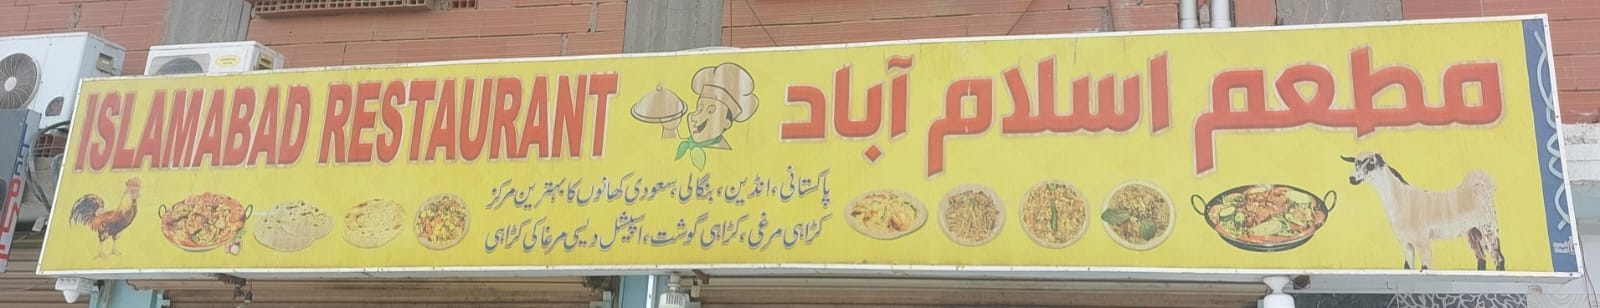 ISLAMABAD RESTAURANT
مطعم اسلام آباد
پاکستانی، انڈین، بنگالی، سعودی کھانوں کا بہترین مرکز
کڑاہی مرغی، کڑاہی گوشت، اسپیشل دیسی مرغا کی کڑاہی